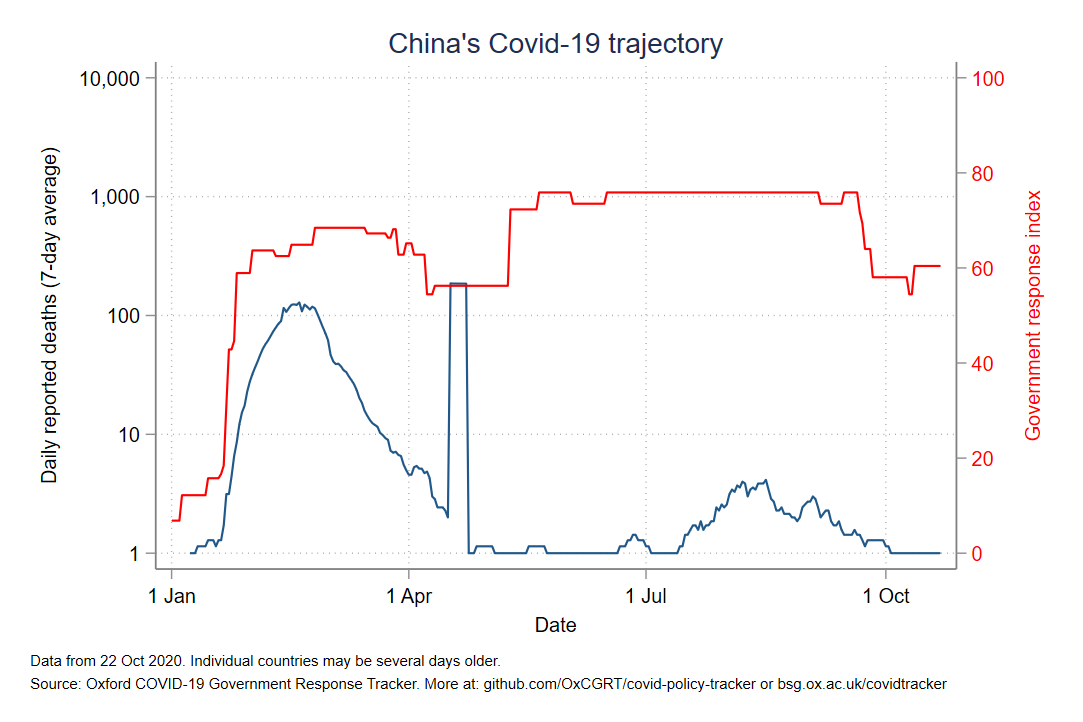 China's Covid-19 trajectory
Daily reported deaths (7-day average)
10,000
1,000
100
10
1
100
80
60
40
20
0
Government response index
1 Jan
1 Apr
1 Jul
1 Oct
Date
Data from 22 Oct 2020. Individual countries may be several days older.
Source: Oxford COVID-19 Government Response Tracker. More at: github.com/OxCGRT/covid-policy-tracker or bsg.ox.ac.uk/covidtracker